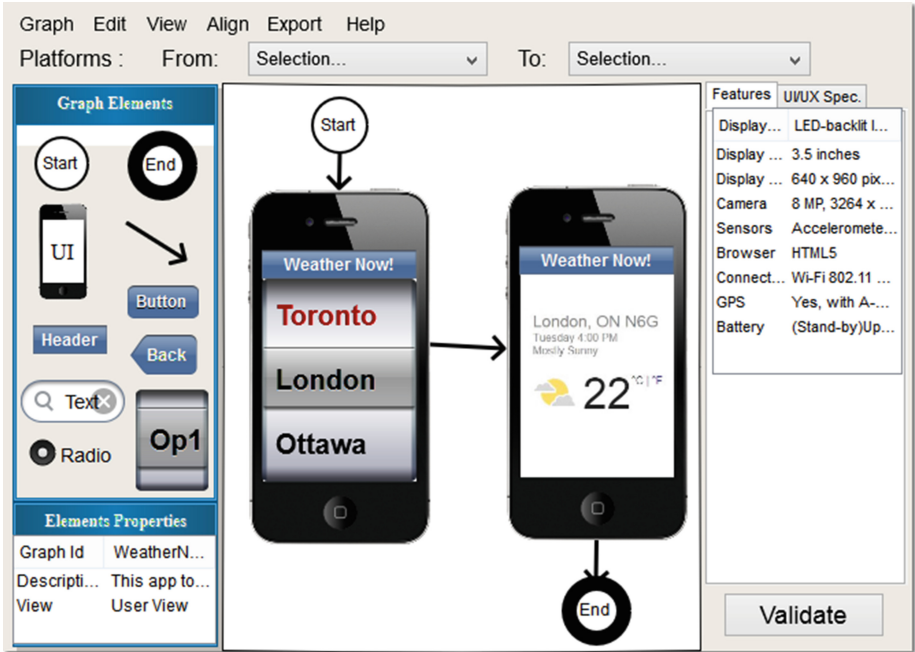 Graph Edit View Align Export Help
Platforms : From: Selection... To: Selection...
Graph Elements
Start
End
UI
Button
Header
Back
Text
Radio
Op1
Elements Properties
Graph Id WeatherN...
Descripti... This app to...
View User View
Start
Weather Now!
Toronto
London
Ottawa
Weather Now!
London, ON N6G
Tuesday 4:00 PM
Mostly Sunny
22 °C | °F
End
Features UI/UX Spec.
Display... LED-backlit l...
Display ... 3.5 inches
Display ... 640 x 960 pix...
Camera 8 MP, 3264 x ...
Sensors Acceleromete...
Browser HTML5
Connect... Wi-Fi 802.11 ...
GPS Yes, with A-...
Battery (Stand-by)Up...
Validate